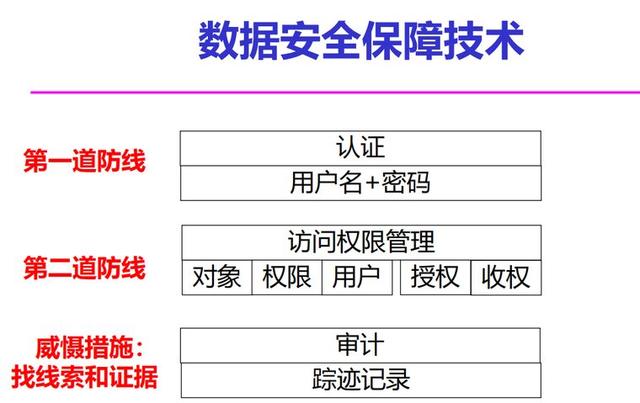 数据安全保障技术
第一道防线
认证
用户名+密码
第二道防线
访问权限管理
对象 权限 用户 授权 收权
威慑措施：
找线索和证据
审计
踪迹记录